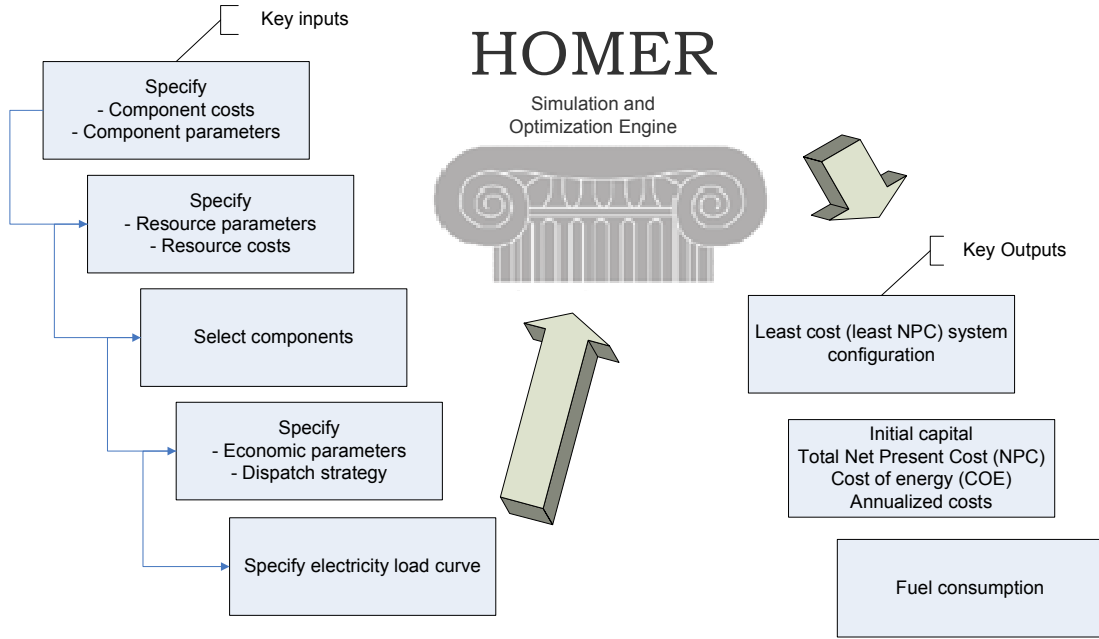 Key inputs
Specify
- Component costs
- Component parameters
Specify
- Resource parameters
- Resource costs
Select components
Specify
- Economic parameters
- Dispatch strategy
Specify electricity load curve
HOMER
Simulation and
Optimization Engine
Key Outputs
Least cost (least NPC) system
configuration
Initial capital
Total Net Present Cost (NPC)
Cost of energy (COE)
Annualized costs
Fuel consumption